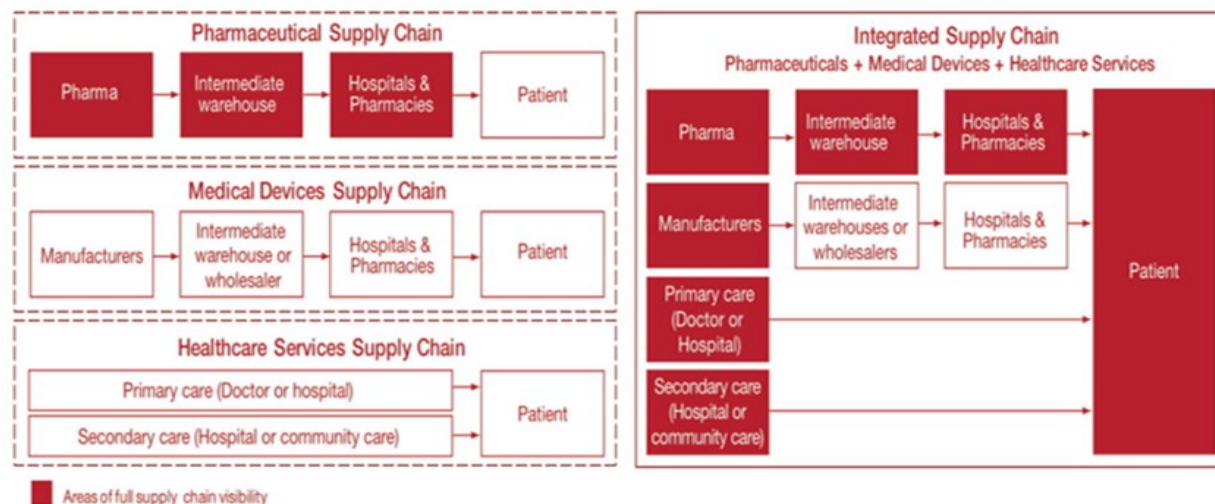 Pharmaceutical Supply Chain
Pharma
Intermediate
warehouse
Hospitals &
Pharmacies
Patient
Medical Devices Supply Chain
Manufacturers
Intermediate
warehouse or
wholesaler
Hospitals &
Pharmacies
Patient
Healthcare Services Supply Chain
Primary care (Doctor or hospital)
Secondary care (Hospital or community care)
Patient
Areas of full supply chain visibility
Integrated Supply Chain
Pharmaceuticals + Medical Devices + Healthcare Services
Pharma
Intermediate
warehouse
Hospitals &
Pharmacies
Manufacturers
Intermediate
warehouses or
wholesalers
Hospitals &
Pharmacies
Primary care
(Doctor or
Hospital)
Secondary care
(Hospital or
community care)
Patient